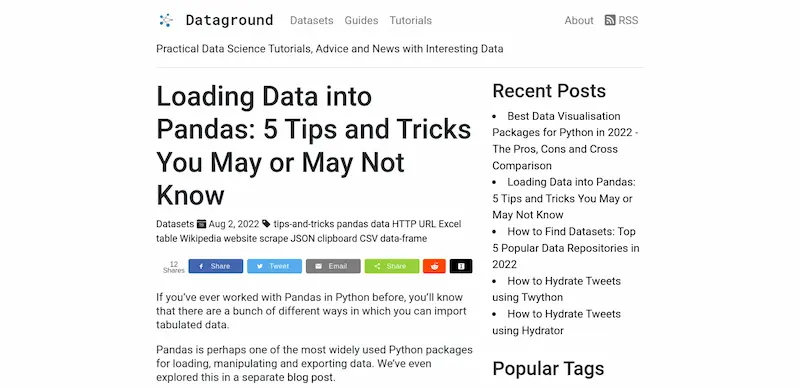 Dataground Datasets Guides Tutorials About RSS
Practical Data Science Tutorials, Advice and News with Interesting Data
Loading Data into
Pandas: 5 Tips and Tricks
You May or May Not
Know
Datasets Aug 2, 2022 tips-and-tricks pandas data HTTP URL Excel
table Wikipedia website scrape JSON clipboard CSV data-frame
12
Shares
Share Tweet Email Share
If you've ever worked with Pandas in Python before, you'll know
that there are a bunch of different ways in which you can import
tabulated data.
Pandas is perhaps one of the most widely used Python packages
for loading, manipulating and exporting data. We've even
explored this in a separate blog post.
Recent Posts
• Best Data Visualisation
Packages for Python in 2022 -
The Pros, Cons and Cross
Comparison
• Loading Data into Pandas:
5 Tips and Tricks You May or
May Not Know
• How to Find Datasets: Top
5 Popular Data Repositories in
2022
• How to Hydrate Tweets
using Twython
• How to Hydrate Tweets
using Hydrator
Popular Tags